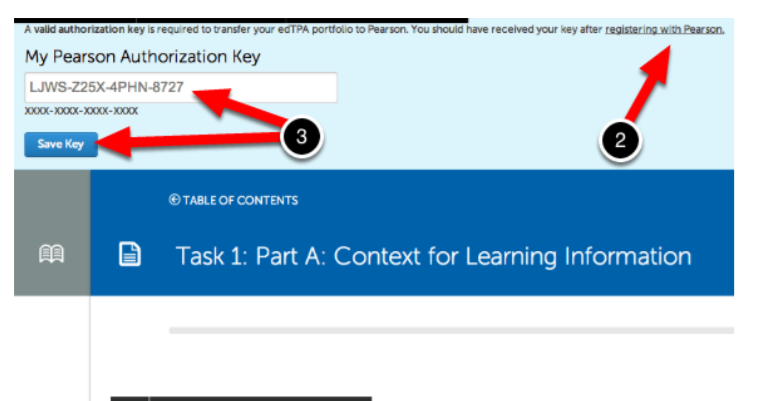 A valid authorization key is required to transfer your edTPA portfolio to Pearson. You should have received your key after registering with Pearson.
My Pearson Authorization Key
LJWS-Z25X-4PHN-8727
xxxx-xxxx-xxxx-xxxx
Save Key
3
2
TABLE OF CONTENTS
Task 1: Part A: Context for Learning Information